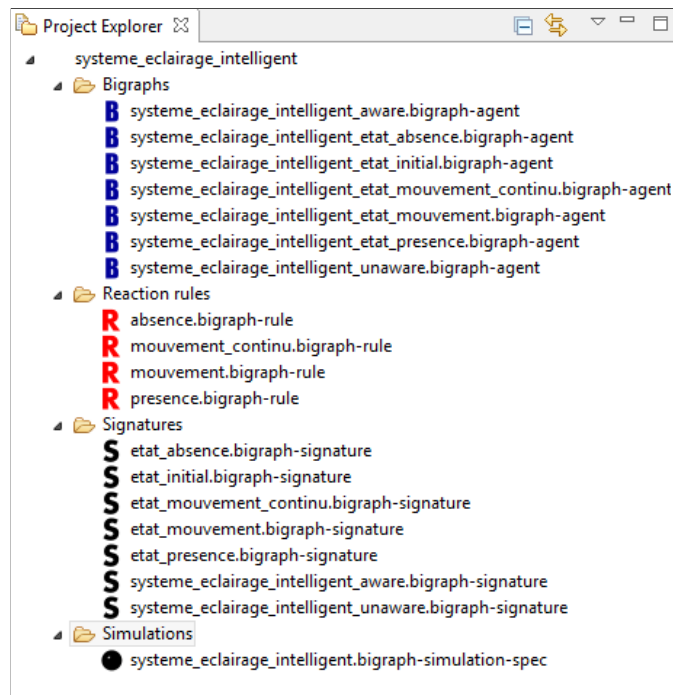 Project Explorer
systeme_eclairage_intelligent
Bigraphs
B systeme_eclairage_intelligent_aware.bigraph-agent
B systeme_eclairage_intelligent_etat_absence.bigraph-agent
B systeme_eclairage_intelligent_etat_initial.bigraph-agent
B systeme_eclairage_intelligent_etat_mouvement_continu.bigraph-agent
B systeme_eclairage_intelligent_etat_mouvement.bigraph-agent
B systeme_eclairage_intelligent_etat_presence.bigraph-agent
B systeme_eclairage_intelligent_unaware.bigraph-agent
Reaction rules
R absence.bigraph-rule
R mouvement_continu.bigraph-rule
R mouvement.bigraph-rule
R presence.bigraph-rule
Signatures
S etat_absence.bigraph-signature
S etat_initial.bigraph-signature
S etat_mouvement_continu.bigraph-signature
S etat_mouvement.bigraph-signature
S etat_presence.bigraph-signature
S systeme_eclairage_intelligent_aware.bigraph-signature
S systeme_eclairage_intelligent_unaware.bigraph-signature
Simulations
systeme_eclairage_intelligent.bigraph-simulation-spec